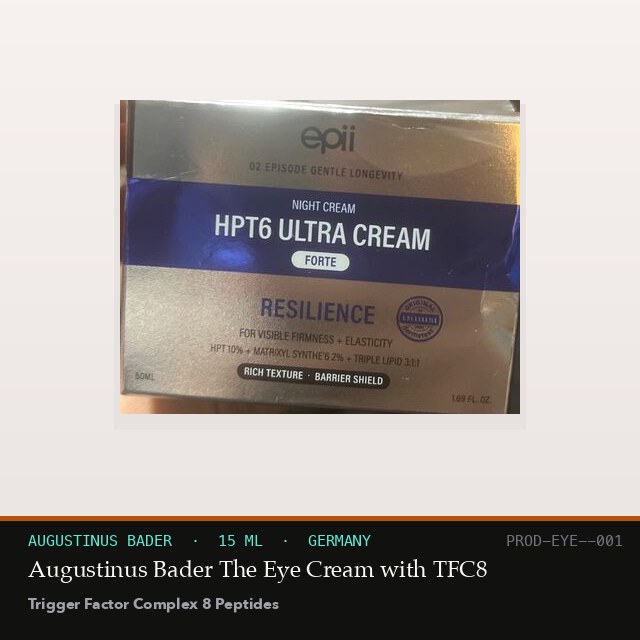 epii
02 EPISODE GENTLE LONGEVITY
NIGHT CREAM
HPT6 ULTRA CREAM
FORTE
RESILIENCE
ORIGINAL
FOR VISIBLE FIRMNESS + ELASTICITY
HPT 10% + MATRIXYL SYNTHE'6 2% + TRIPLE LIPID 3:1:1
RICH TEXTURE · BARRIER SHIELD
50ML
1.69 FL. OZ.
AUGUSTINUS BADER · 15 ML · GERMANY
PROD–EYE––001
Augustinus Bader The Eye Cream with TFC8
Trigger Factor Complex 8 Peptides